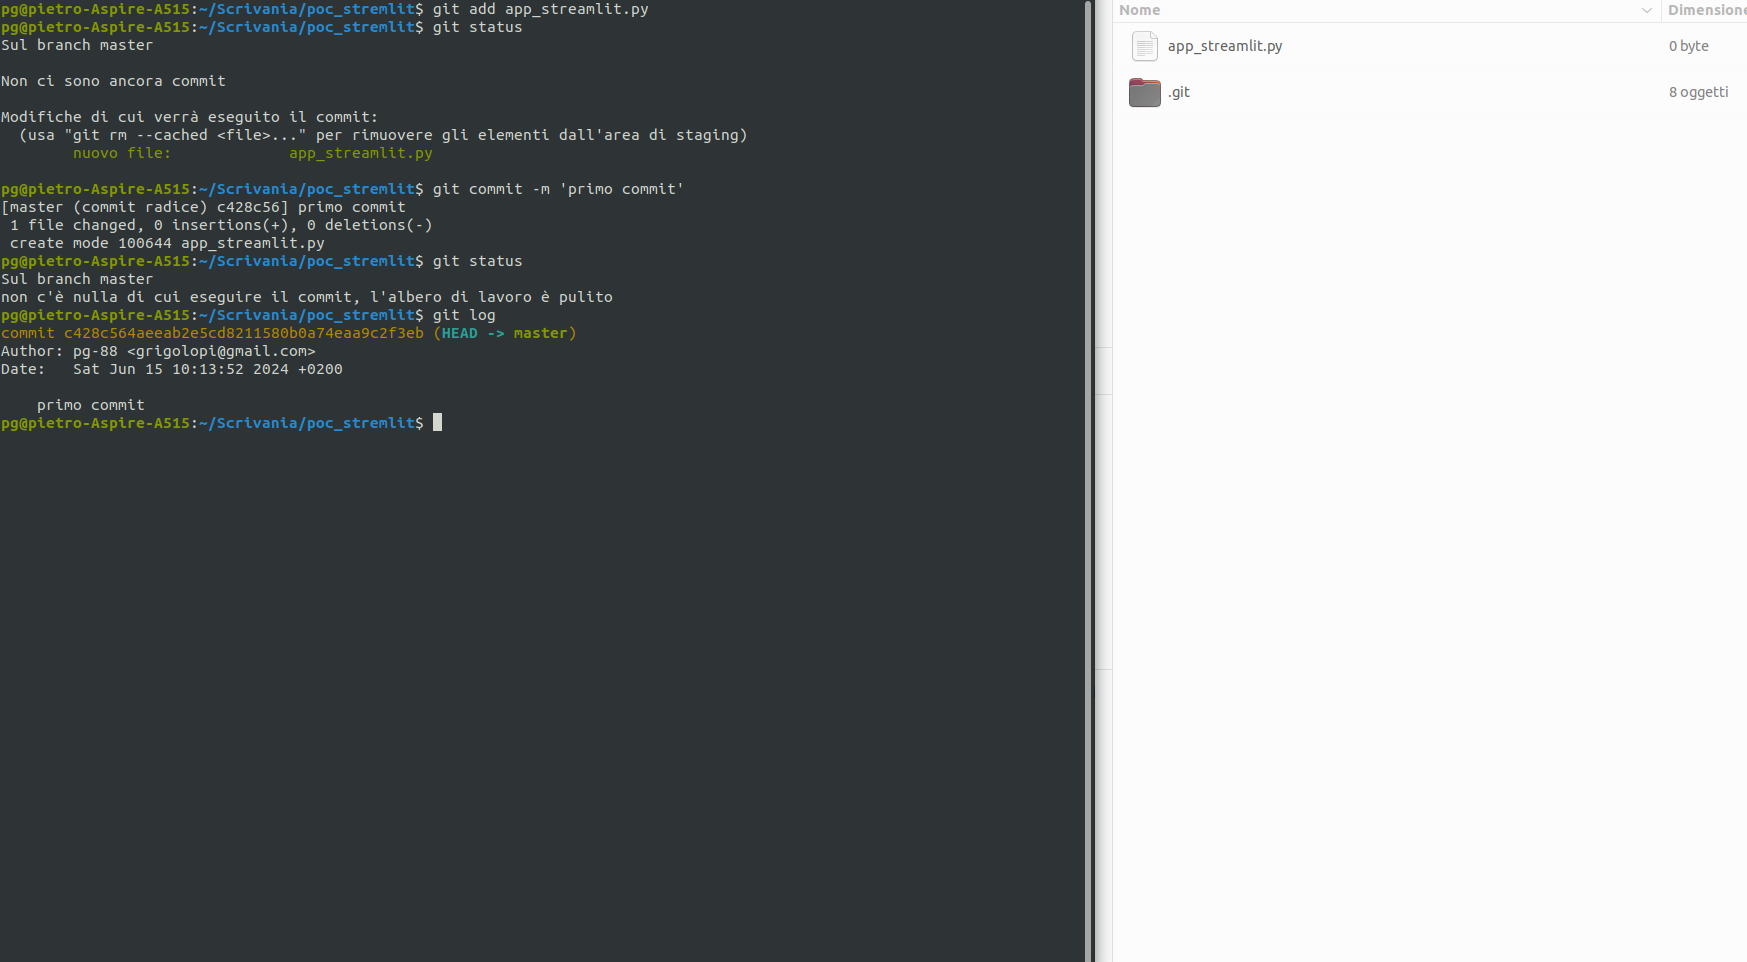 pg@pietro-Aspire-A515:~/Scrivania/poc_stremlit$ git add app_streamlit.py
pg@pietro-Aspire-A515:~/Scrivania/poc_stremlit$ git status
Sul branch master
Non ci sono ancora commit
Modifiche di cui verrà eseguito il commit:
  (usa "git rm --cached <file>..." per rimuovere gli elementi dall'area di staging)
        nuovo file:             app_streamlit.py
pg@pietro-Aspire-A515:~/Scrivania/poc_stremlit$ git commit -m 'primo commit'
[master (commit radice) c428c56] primo commit
 1 file changed, 0 insertions(+), 0 deletions(-)
 create mode 100644 app_streamlit.py
pg@pietro-Aspire-A515:~/Scrivania/poc_stremlit$ git status
Sul branch master
non c'è nulla di cui eseguire il commit, l'albero di lavoro è pulito
pg@pietro-Aspire-A515:~/Scrivania/poc_stremlit$ git log
commit c428c564aeeab2e5cd8211580b0a74eaa9c2f3eb (HEAD -> master)
Author: pg-88 <grigolopi@gmail.com>
Date:   Sat Jun 15 10:13:52 2024 +0200
    primo commit
pg@pietro-Aspire-A515:~/Scrivania/poc_stremlit$
Nome Dimensione
app_streamlit.py 0 byte
.git 8 oggetti